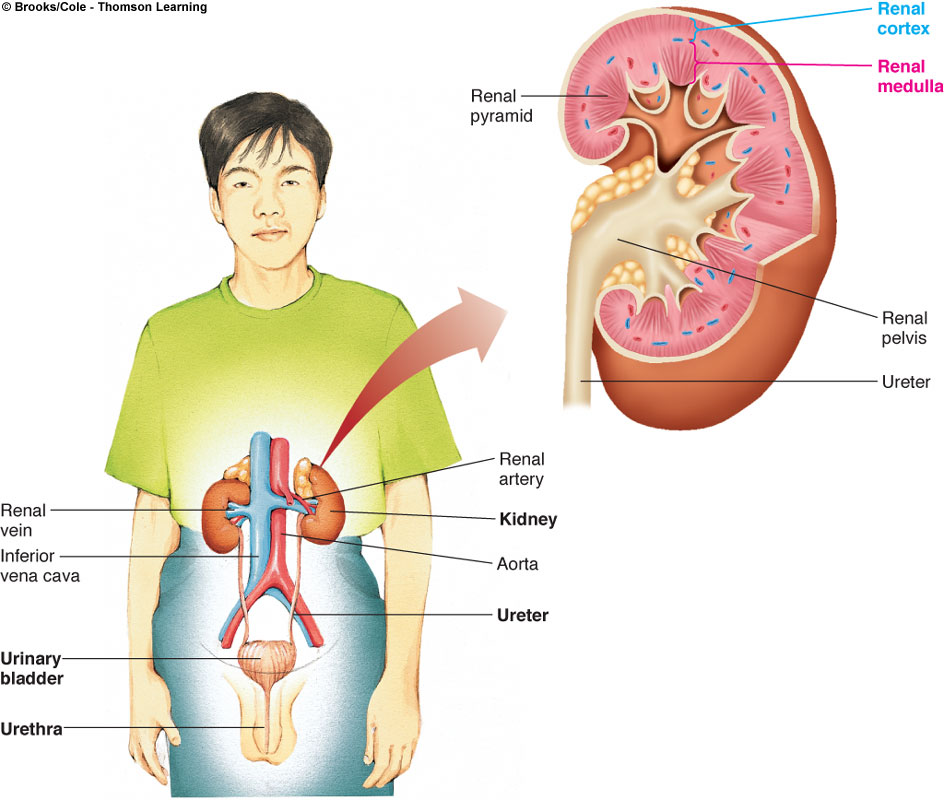 © Brooks/Cole - Thomson Learning
Renal
cortex
Renal
medulla
Renal
pyramid
Renal
pelvis
Ureter
Renal
artery
Kidney
Aorta
Ureter
Renal
vein
Inferior
vena cava
Urinary
bladder
Urethra